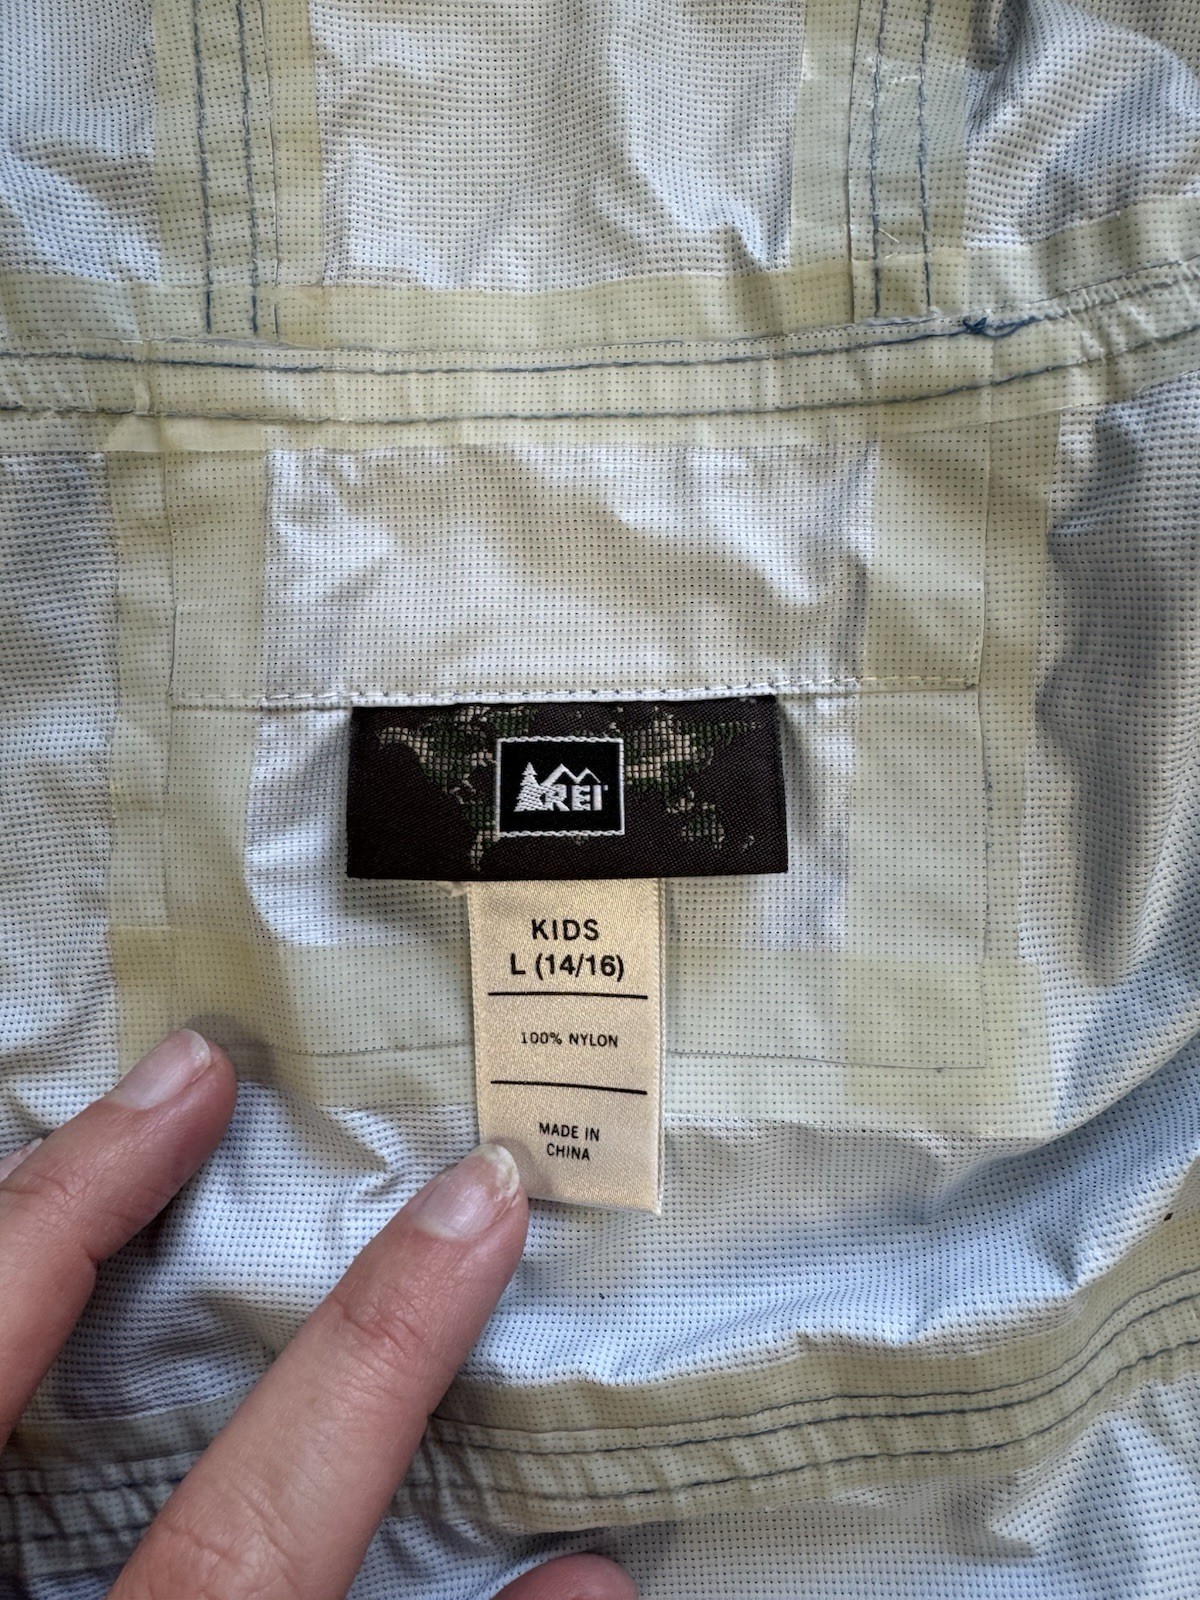 REI
KIDS
L (14/16)
100% NYLON
MADE IN
CHINA